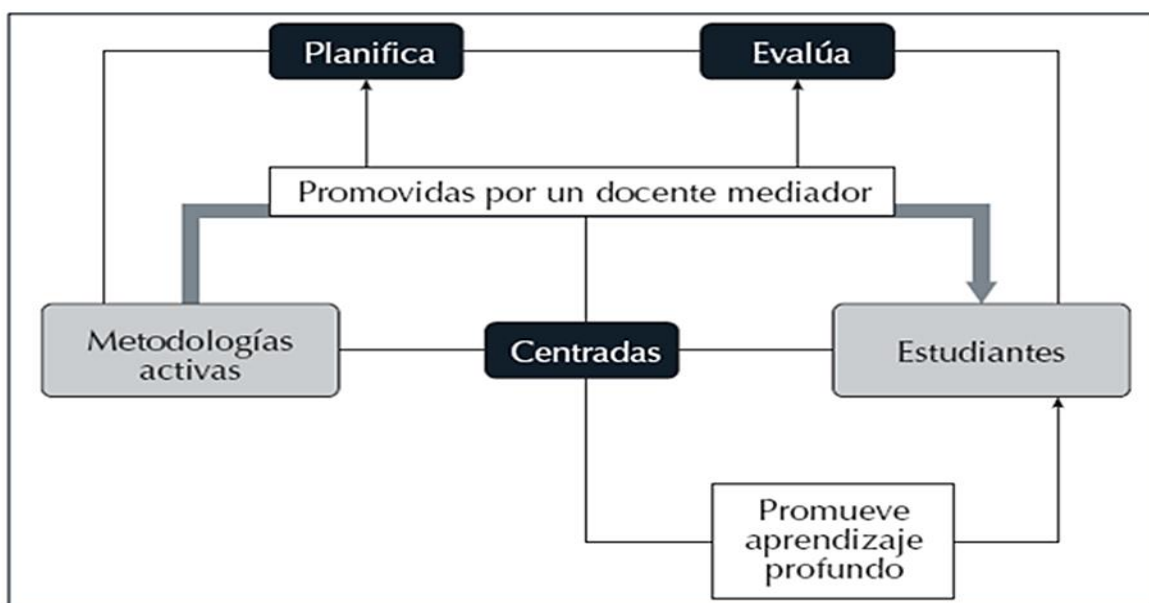 Planifica
Evalúa
Promovidas por un docente mediador
Metodologías
activas
Centradas
Estudiantes
Promueve
aprendizaje
profundo